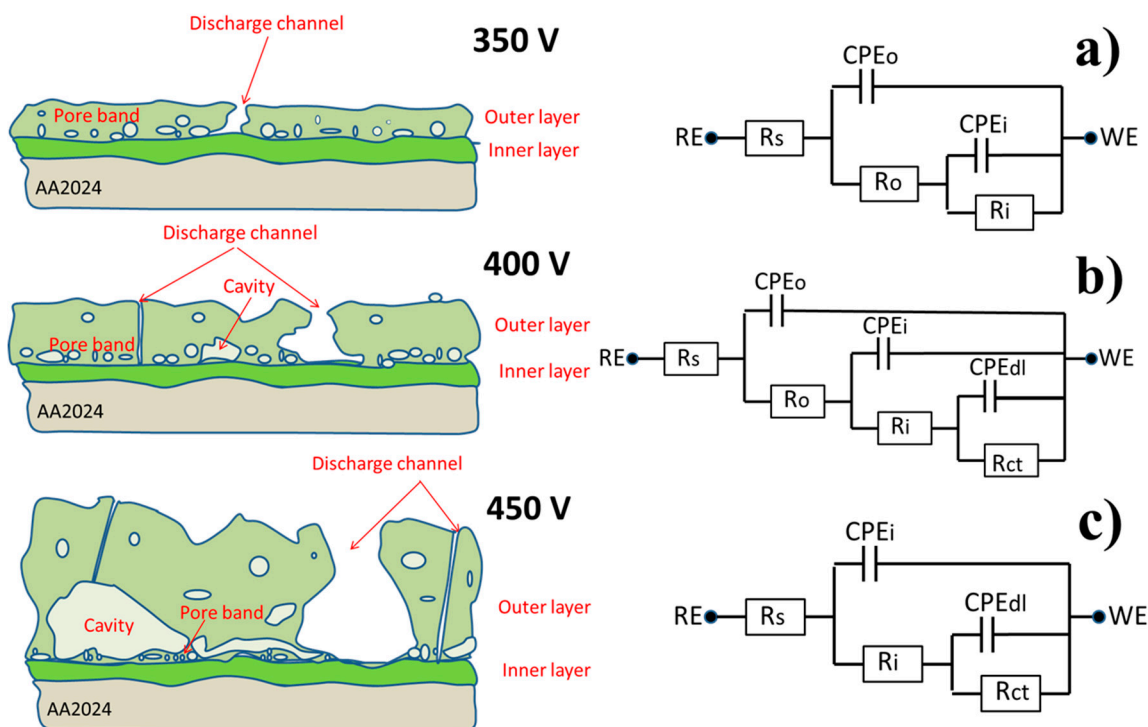 Discharge channel
350 V
Pore band
Outer layer
Inner layer
AA2024
a)
CPEo
CPEi
RE
Rs
WE
Ro
Ri
Discharge channel
400 V
Cavity
Outer layer
Pore band
Inner layer
AA2024
b)
CPEo
CPEi
RE
Rs
WE
CPEdl
Ro
Ri
Rct
Discharge channel
450 V
Pore band
Cavity
Outer layer
Inner layer
AA2024
c)
CPEi
CPEdl
RE
Rs
WE
Ri
Rct